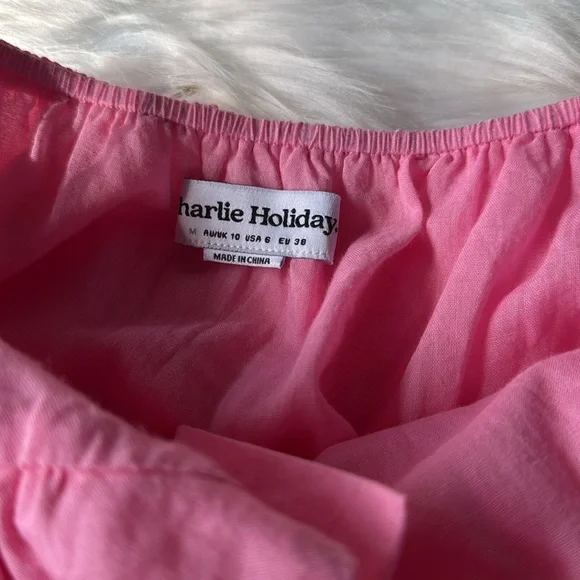 harlie Holiday.
M AU/UK 10 USA 6 EU 38
MADE IN CHINA